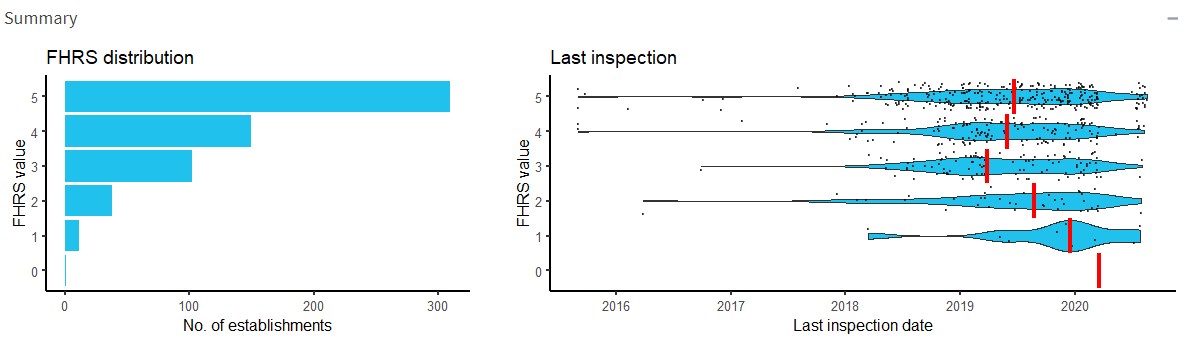 Summary
FHRS distribution
FHRS value
5
4
3
2
1
0
0 100 200 300
No. of establishments
Last inspection
FHRS value
5
4
3
2
1
0
2016 2017 2018 2019 2020
Last inspection date